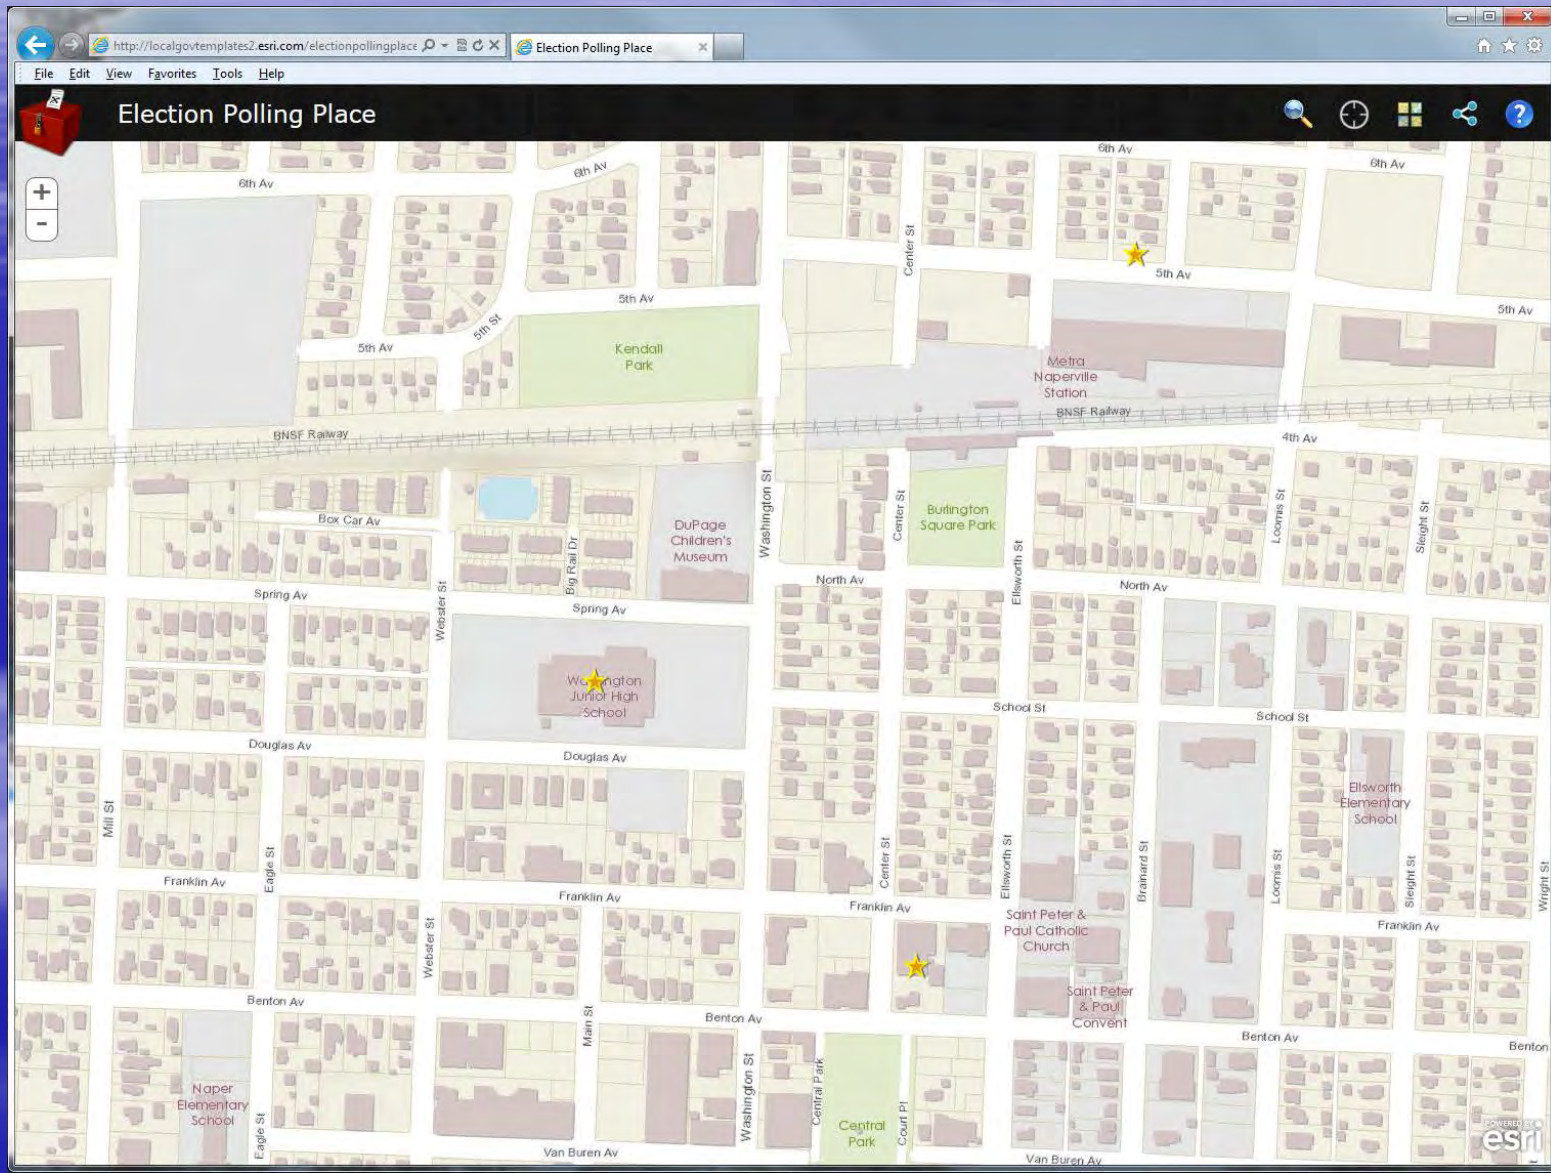 http://localgovtemplates2.esri.com/electionpollingplace
Election Polling Place
File Edit View Favorites Tools Help
Election Polling Place
6th Av
6th Av
6th Av
6th Av
+
-
Center St
5th Av
5th Av
5th Av
5th St
5th Av
Kendall
Park
Metra
Naperville
Station
BNSF Railway
BNSF Railway
4th Av
Washington St
Center St
Burlington
Square Park
Loomis St
Sleight St
Box Car Av
DuPage
Children's
Museum
Big Rail Dr
Ellsworth St
North Av
North Av
Spring Av
Spring Av
Webster St
Junior High
School
School St
School St
Douglas Av
Douglas Av
Mill St
Ellsworth
Elementary
School
Eagle St
Center St
Ellsworth St
Brainard St
Loomis St
Sleight St
Wright St
Franklin Av
Franklin Av
Franklin Av
Franklin Av
Saint Peter &
Paul Catholic
Church
Webster St
Saint Peter
& Paul
Convent
Benton Av
Main St
Benton Av
Benton Av
Benton
Washington St
Central Park
Naper
Elementary
School
Eagle St
Central
Park
Court Pl
Van Buren Av
Van Buren Av
POWERED BY
esri